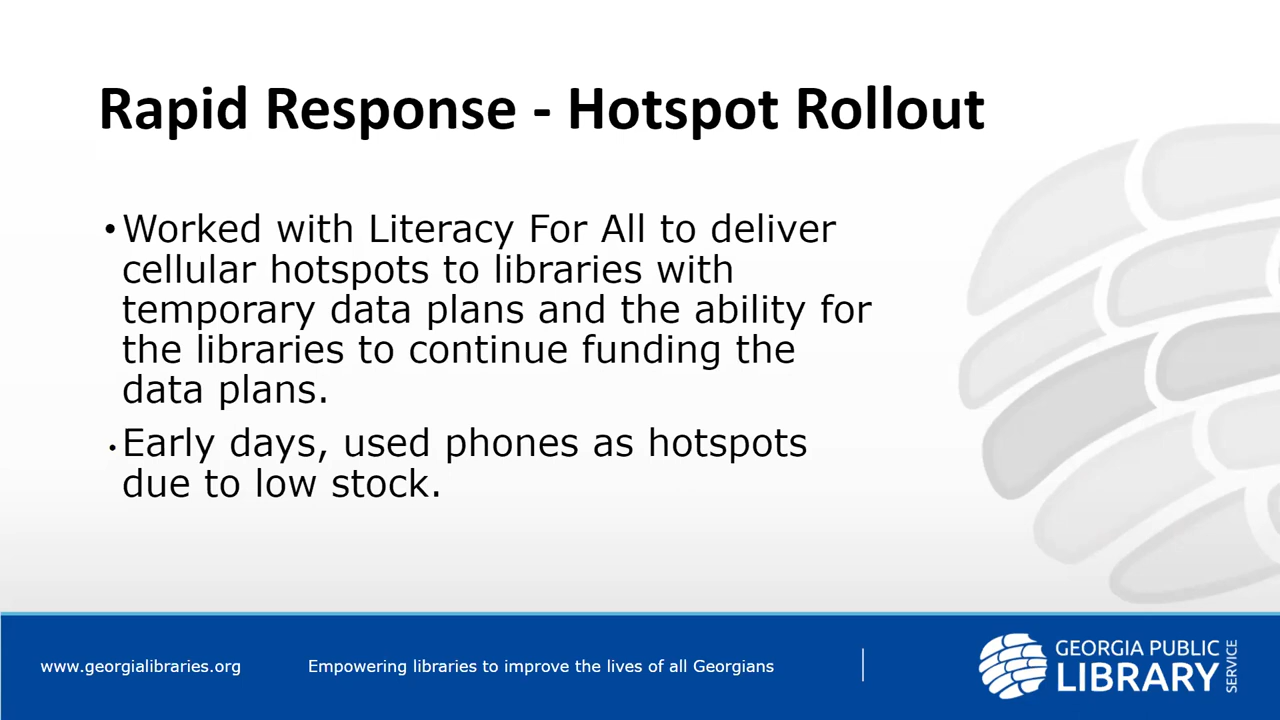 Rapid Response - Hotspot Rollout
•Worked with Literacy For All to deliver
cellular hotspots to libraries with
temporary data plans and the ability for
the libraries to continue funding the
data plans.
•Early days, used phones as hotspots
due to low stock.
www.georgialibraries.org
Empowering libraries to improve the lives of all Georgians
GEORGIA PUBLIC
LIBRARY
SERVICE